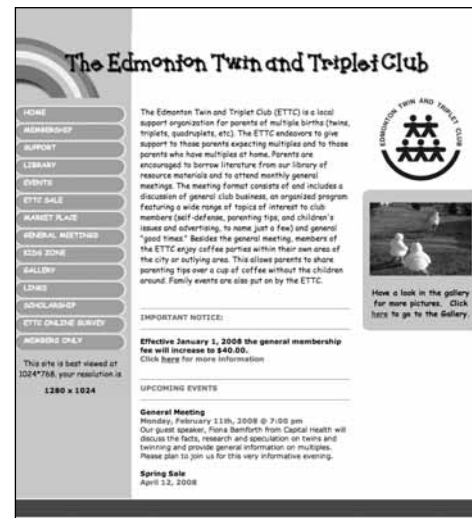 The Edmonton Twin and Triplet Club
HOME
MEMBERSHIP
SUPPORT
LIBRARY
EVENTS
ETTC SALE
MARKET PLACE
GENERAL MEETINGS
KIDS ZONE
GALLERY
LINKS
SCHOLARSHIP
ETTC ONLINE SURVEY
MEMBERS ONLY
This site is best viewed at
1024*768, your resolution is
1280 x 1024
The Edmonton Twin and Triplet Club (ETTC) is a local
support organization for parents of multiple births (twins,
triplets, quadruplets, etc). The ETTC endeavors to give
support to those parents expecting multiples and to those
parents who have multiples at home. Parents are
encouraged to borrow literature from our library of
resource materials and to attend monthly general
meetings. The meeting format consists of and includes a
discussion of general club business, an organized program
featuring a wide range of topics of interest to club
members (self-defense, parenting tips, and children's
issues and advertising, to name just a few) and general
"good times." Besides the general meeting, members of
the ETTC enjoy coffee parties within their own area of
the city or outlying area. This allows parents to share
parenting tips over a cup of coffee without the children
around. Family events are also put on by the ETTC.
IMPORTANT NOTICE:
Effective January 1, 2008 the general membership
fee will increase to $40.00.
Click here for more information
UPCOMING EVENTS
General Meeting
Monday, February 11th, 2008 @ 7:00 pm
Our guest speaker, Fiona Bamforth from Capital Health will
discuss the facts, research and speculation on twins and
twinning and provide general information on multiples.
Please plan to join us for this very informative evening.
Spring Sale
April 12, 2008
EDMONTON TWIN AND TRIPLET CLUB
Have a look in the gallery
for more pictures. Click
here to go to the Gallery.